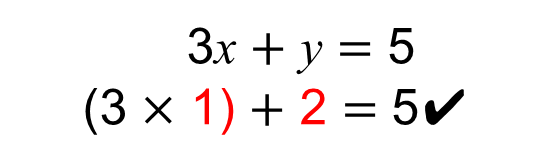 3x + y = 5
(3 × 1) + 2 = 5✔